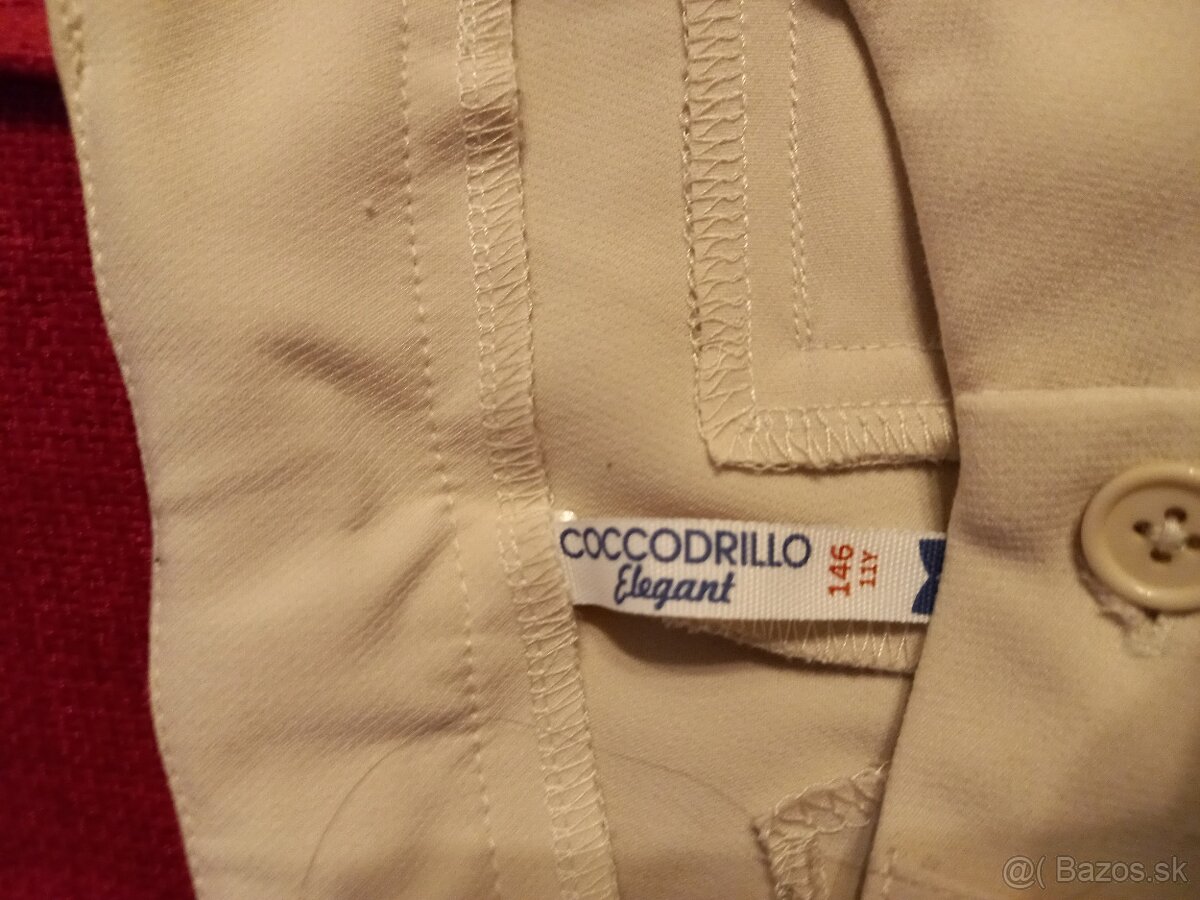 COCCODRILLO
Elegant
146
11Y
@( Bazos.sk